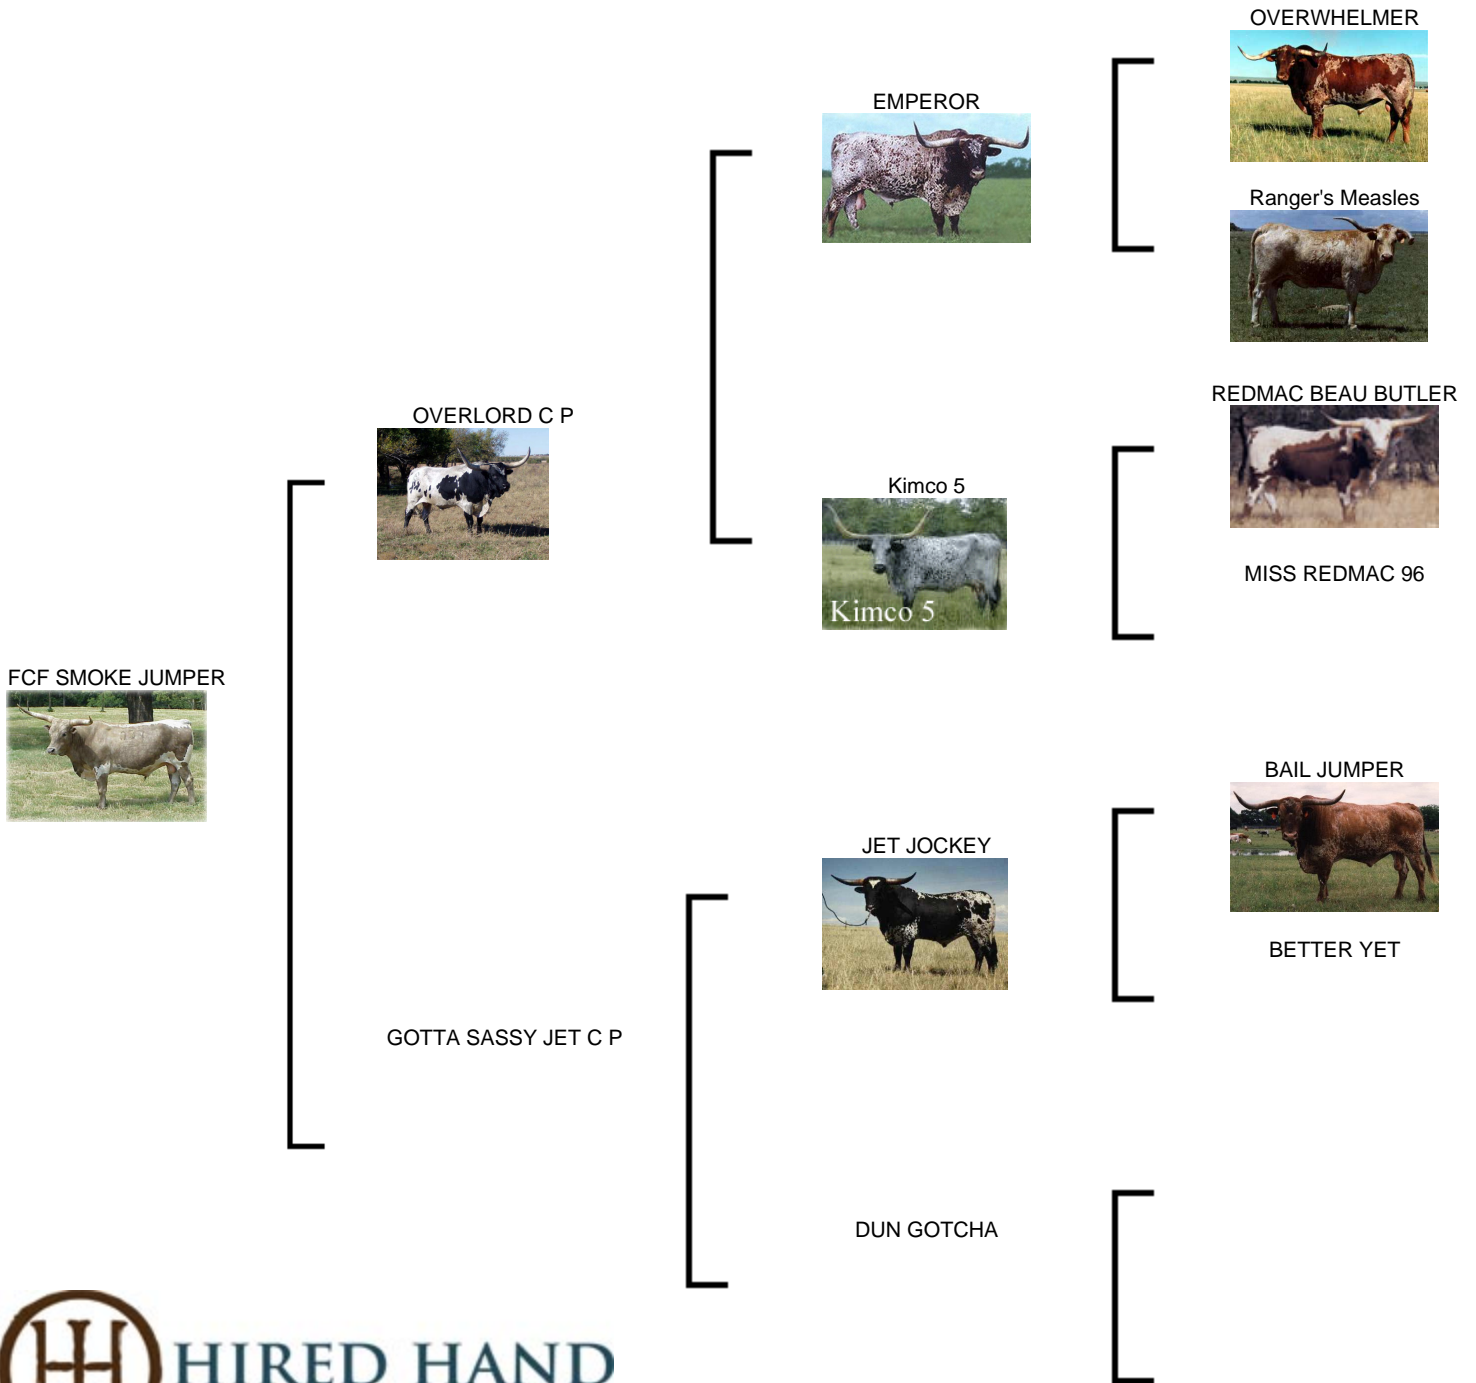 OVERWHELMER
EMPEROR
Ranger's Measles
REDMAC BEAU BUTLER
OVERLORD C P
Kimco 5
Kimco 5
MISS REDMAC 96
FCF SMOKE JUMPER
BAIL JUMPER
JET JOCKEY
BETTER YET
GOTTA SASSY JET C P
DUN GOTCHA
HIRED HAND